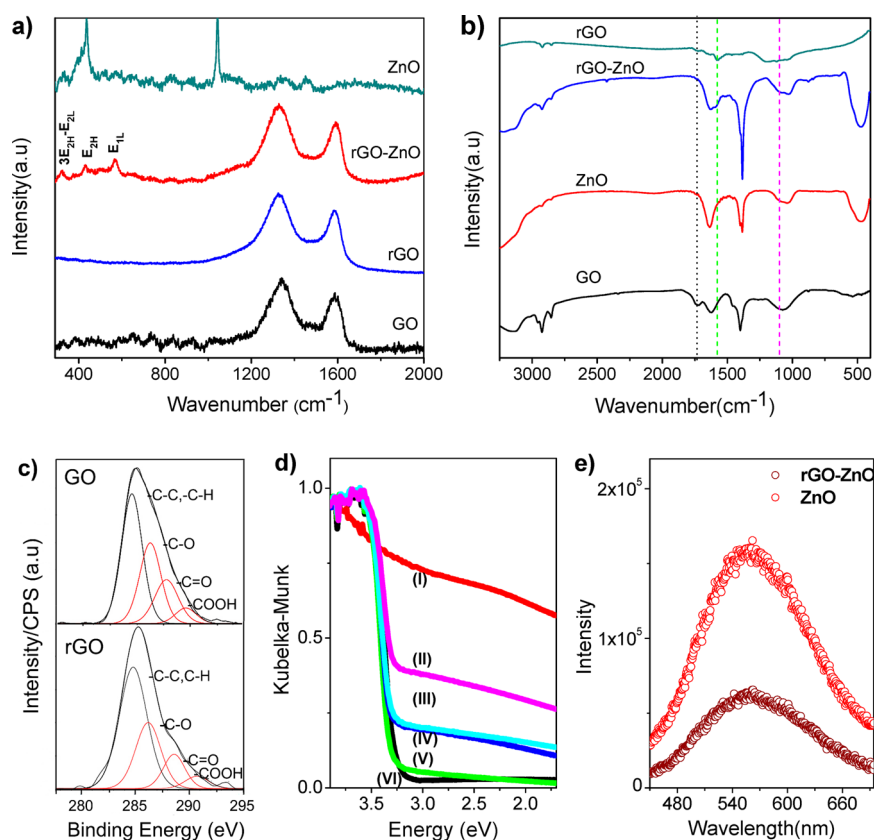 a)
ZnO
3E2H-E2L
E2H
E1L
rGO-ZnO
rGO
GO
Intensity(a.u)
400 800 1200 1600 2000
Wavenumber (cm-1)
b)
rGO
rGO-ZnO
ZnO
GO
Intensity(a.u)
2500 2000 1500 1000 500
Wavenumber(cm-1)
c)
GO
-C-C,-C-H
-C-O
-C=O
-COOH
rGO
-C-C,C-H
-C-O
-C=O
-COOH
Intensity/CPS (a.u)
280 285 290 295
Binding Energy (eV)
d)
1.0
0.5
0.0
Kubelka-Munk
(I)
(II)
(III)
(IV)
(V)
(VI)
3.5 3.0 2.5 2.0
Energy (eV)
e)
rGO-ZnO
ZnO
2x10^5
1x10^5
0
Intensity
480 540 600 660
Wavelength(nm)